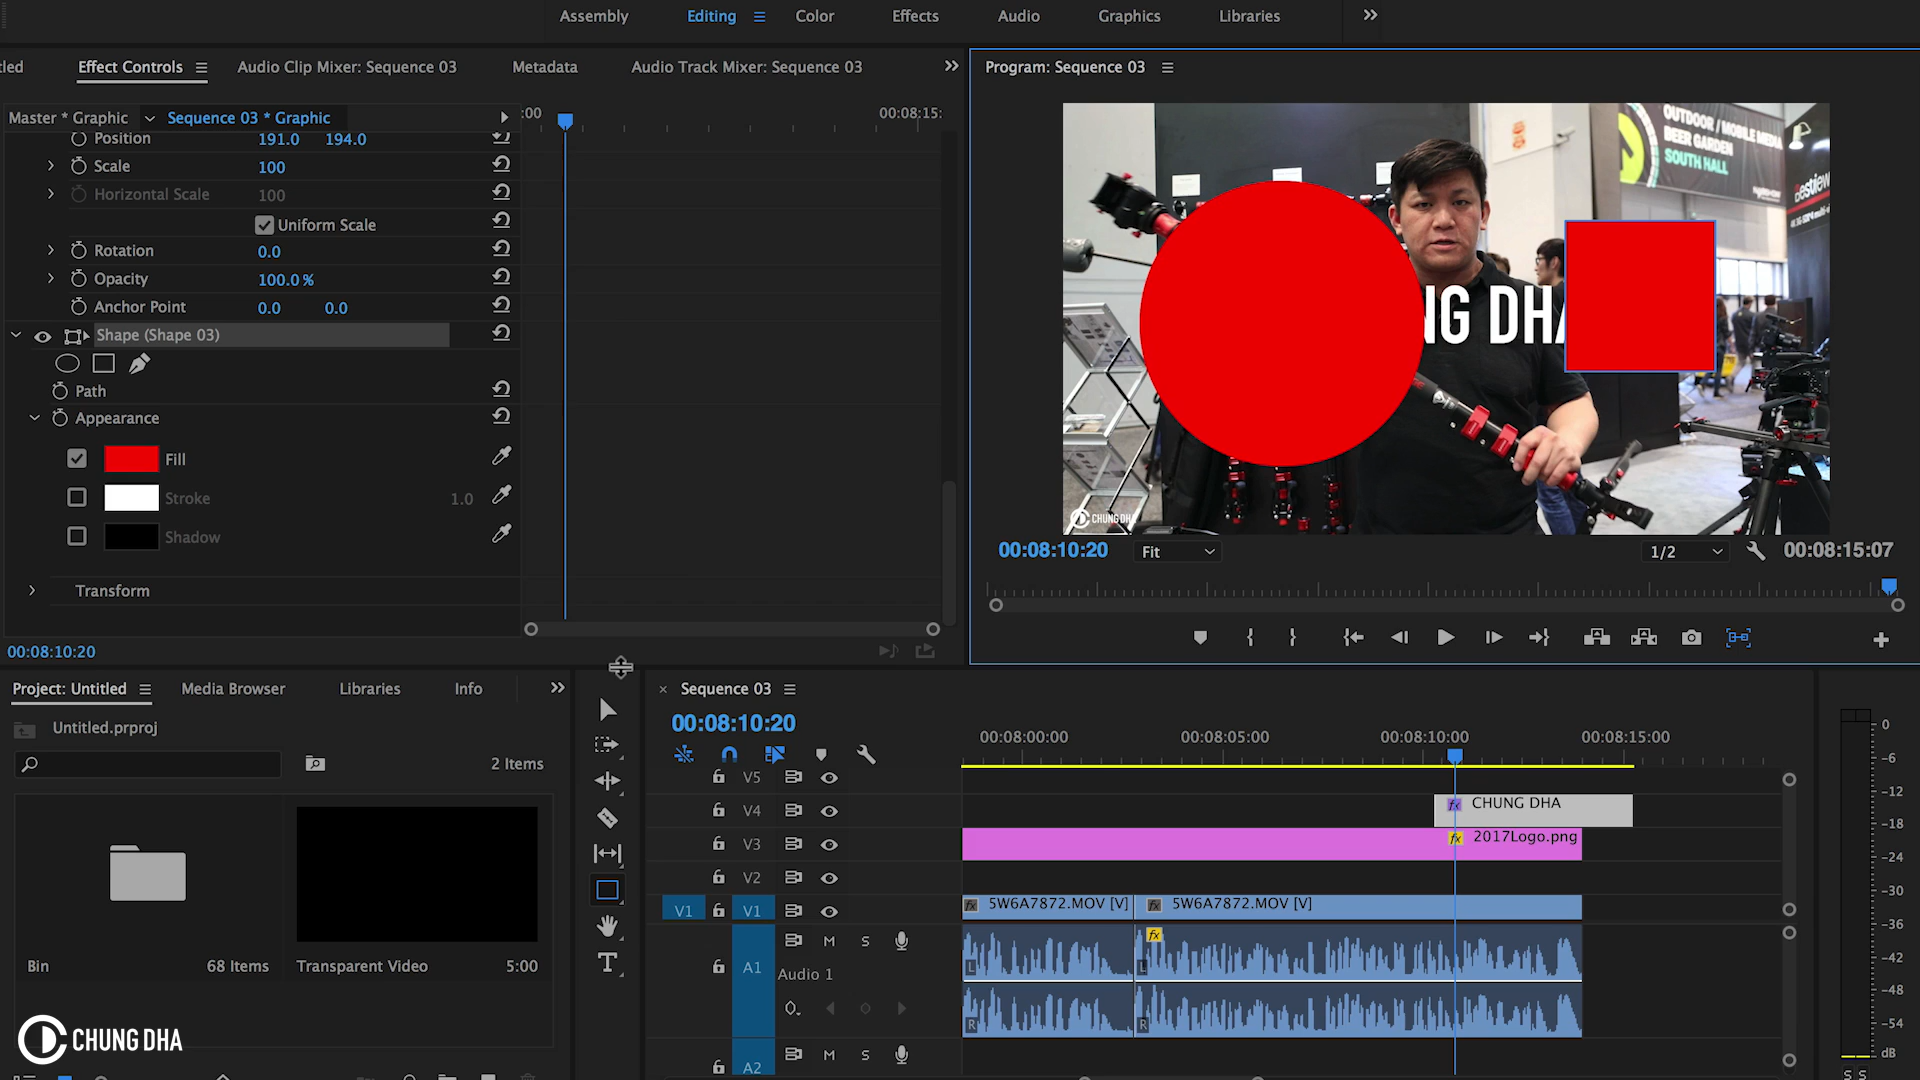 Assembly Editing Color Effects Audio Graphics Libraries
Effect Controls Audio Clip Mixer: Sequence 03 Metadata Audio Track Mixer: Sequence 03
Program: Sequence 03
Master * Graphic Sequence 03 * Graphic
:00 00:08:15:
Position 191.0 194.0
Scale 100
Horizontal Scale 100
Uniform Scale
Rotation 0.0
Opacity 100.0 %
Anchor Point 0.0 0.0
Shape (Shape 03)
Path
Appearance
Fill
Stroke 1.0
Shadow
Transform
00:08:10:20
OUTDOOR / MOBILE MEDIA
BEER GARDEN
SOUTH HALL
NG DHA
CHUNG DHA
00:08:10:20 Fit 1/2 00:08:15:07
Project: Untitled Media Browser Libraries Info
Untitled.prproj
2 Items
Bin 68 Items
Transparent Video 5:00
Sequence 03
00:08:10:20
00:08:00:00 00:08:05:00 00:08:10:00 00:08:15:00
V5
V4 fx CHUNG DHA
V3 fx 2017Logo.png
V2
V1 V1 fx 5W6A7872.MOV [V] fx 5W6A7872.MOV [V]
A1 M S fx
Audio 1
L L
R R
A2 M S
0
-6
-12
-18
-24
-30
-36
-42
-48
-54
dB
S S
CHUNG DHA